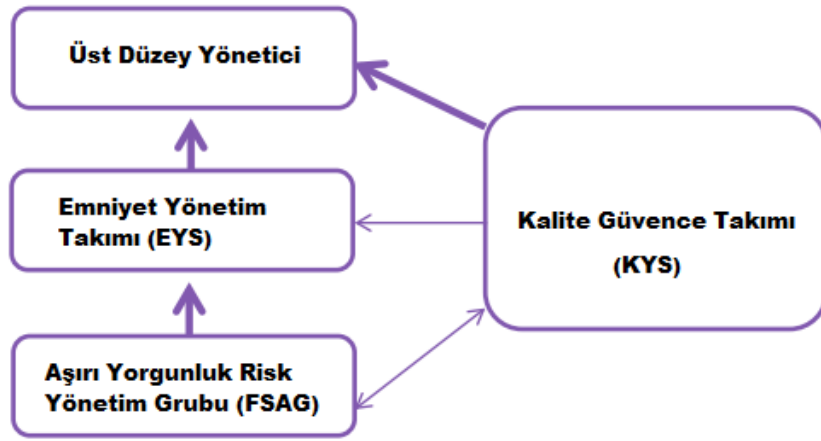 Üst Düzey Yönetici
Emniyet Yönetim
Takımı (EYS)
Kalite Güvence Takımı
(KYS)
Aşırı Yorgunluk Risk
Yönetim Grubu (FSAG)